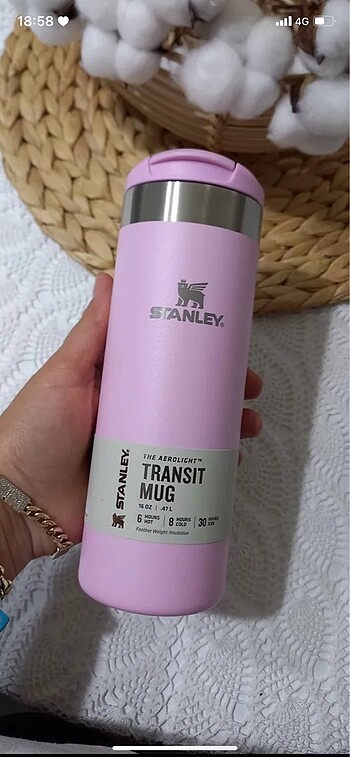 18:58
4G
STANLEY®
STANLEY.
THE AEROLIGHT™
TRANSIT
MUG
16 OZ | .47 L
6 HOURS HOT | 8 HOURS COLD | 30 HOURS ICED
Feather Weight Insulation